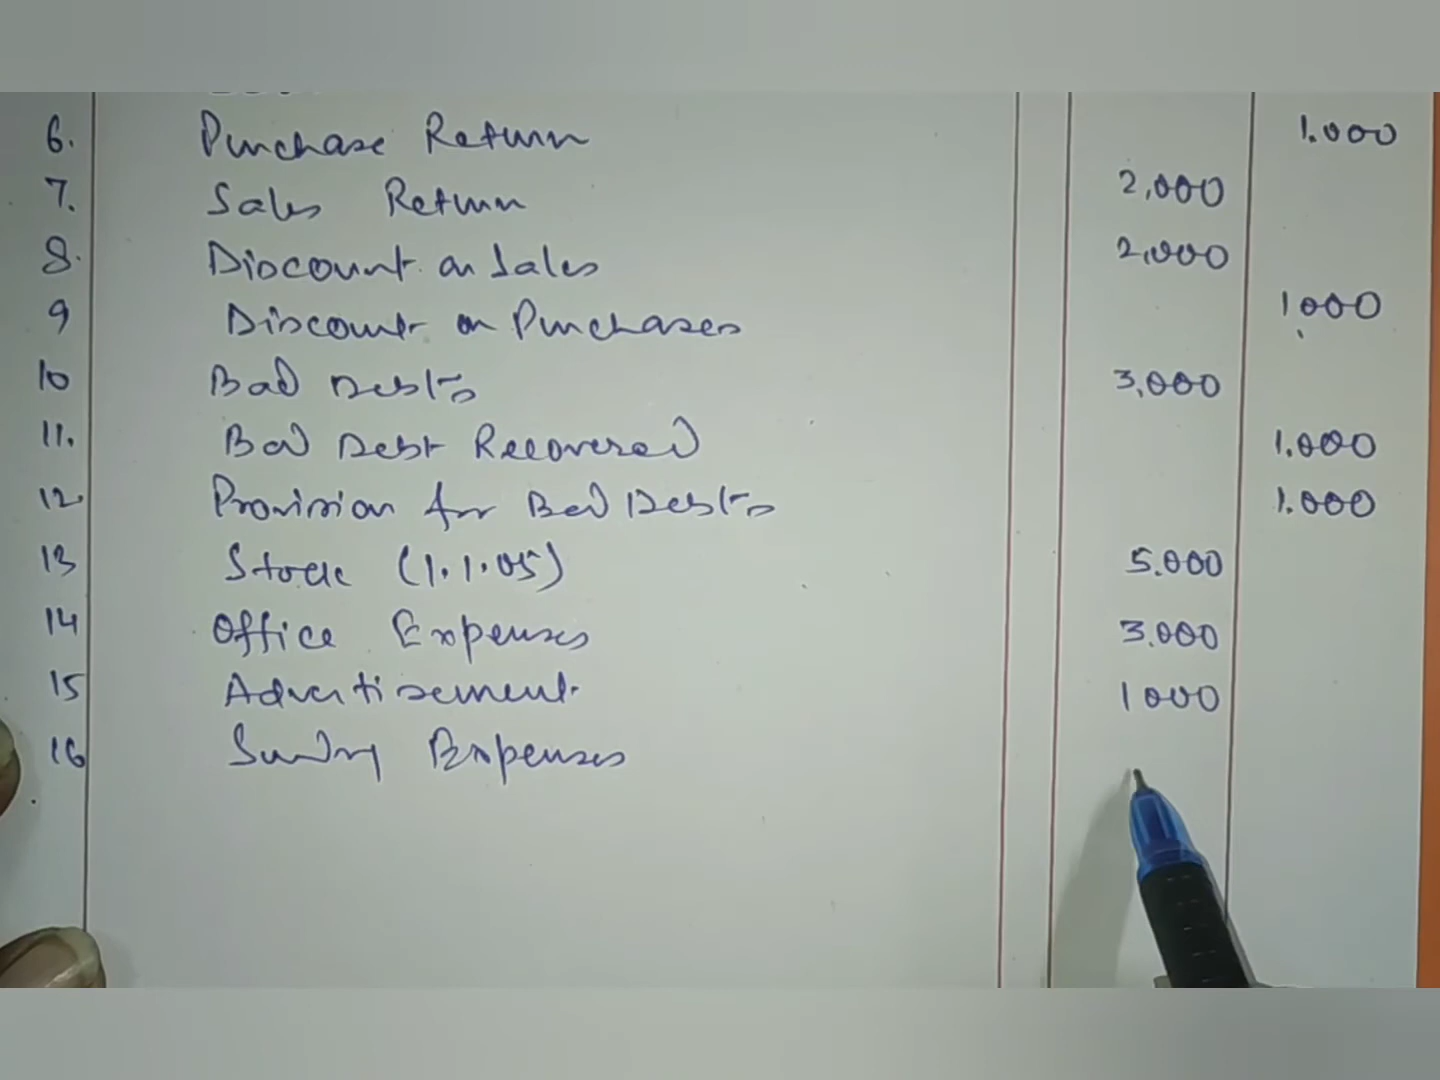 6. Purchase Return 1.000
7. Sales Return 2,000
8. Discount on Sales 2,000
9 Discount on Purchases 1000
10 Bad Debts 3,000
11. Bad Debt Recovered 1.000
12. Provision for Bad Debts 1.000
13 Stock (1.1.05) 5.000
14 Office Expenses 3.000
15 Advertisement 1000
16 Sundry Expenses